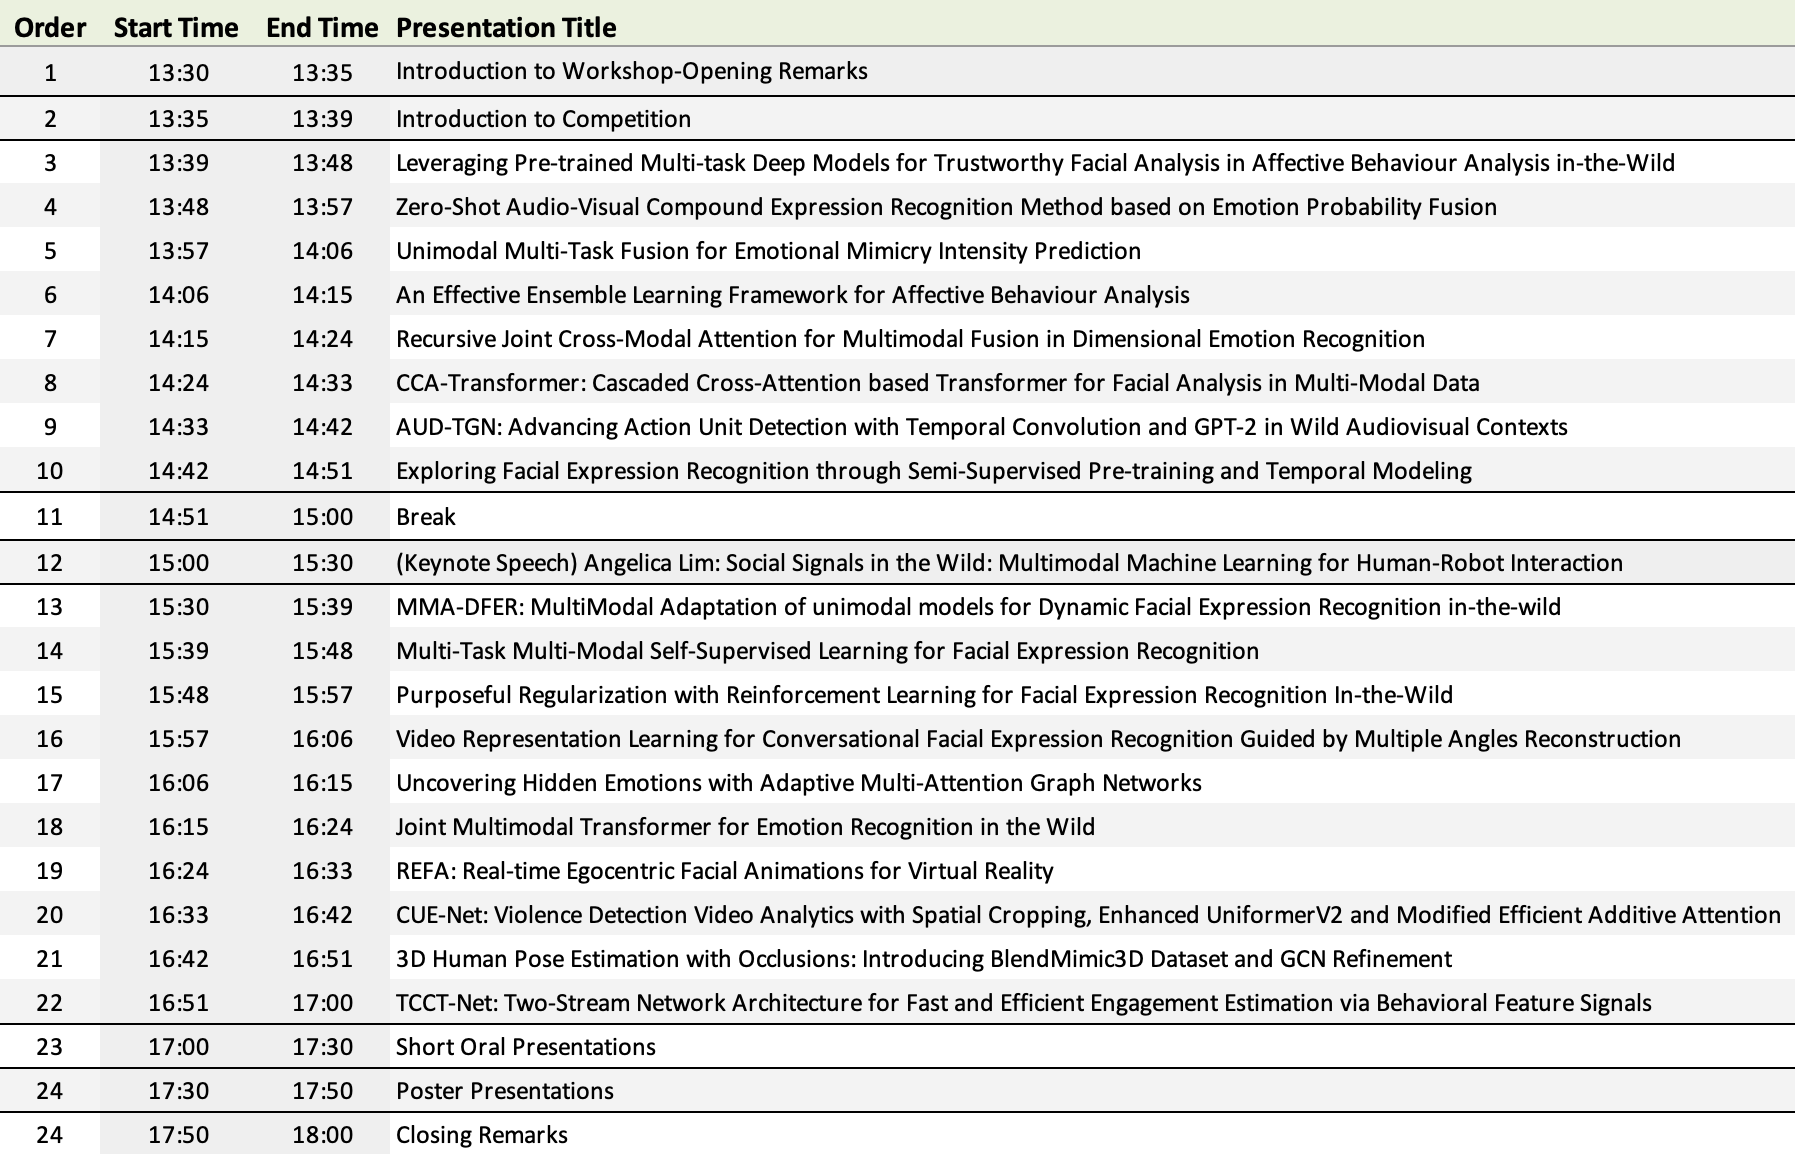 Order Start Time End Time Presentation Title
1 13:30 13:35 Introduction to Workshop-Opening Remarks
2 13:35 13:39 Introduction to Competition
3 13:39 13:48 Leveraging Pre-trained Multi-task Deep Models for Trustworthy Facial Analysis in Affective Behaviour Analysis in-the-Wild
4 13:48 13:57 Zero-Shot Audio-Visual Compound Expression Recognition Method based on Emotion Probability Fusion
5 13:57 14:06 Unimodal Multi-Task Fusion for Emotional Mimicry Intensity Prediction
6 14:06 14:15 An Effective Ensemble Learning Framework for Affective Behaviour Analysis
7 14:15 14:24 Recursive Joint Cross-Modal Attention for Multimodal Fusion in Dimensional Emotion Recognition
8 14:24 14:33 CCA-Transformer: Cascaded Cross-Attention based Transformer for Facial Analysis in Multi-Modal Data
9 14:33 14:42 AUD-TGN: Advancing Action Unit Detection with Temporal Convolution and GPT-2 in Wild Audiovisual Contexts
10 14:42 14:51 Exploring Facial Expression Recognition through Semi-Supervised Pre-training and Temporal Modeling
11 14:51 15:00 Break
12 15:00 15:30 (Keynote Speech) Angelica Lim: Social Signals in the Wild: Multimodal Machine Learning for Human-Robot Interaction
13 15:30 15:39 MMA-DFER: MultiModal Adaptation of unimodal models for Dynamic Facial Expression Recognition in-the-wild
14 15:39 15:48 Multi-Task Multi-Modal Self-Supervised Learning for Facial Expression Recognition
15 15:48 15:57 Purposeful Regularization with Reinforcement Learning for Facial Expression Recognition In-the-Wild
16 15:57 16:06 Video Representation Learning for Conversational Facial Expression Recognition Guided by Multiple Angles Reconstruction
17 16:06 16:15 Uncovering Hidden Emotions with Adaptive Multi-Attention Graph Networks
18 16:15 16:24 Joint Multimodal Transformer for Emotion Recognition in the Wild
19 16:24 16:33 REFA: Real-time Egocentric Facial Animations for Virtual Reality
20 16:33 16:42 CUE-Net: Violence Detection Video Analytics with Spatial Cropping, Enhanced UniformerV2 and Modified Efficient Additive Attention
21 16:42 16:51 3D Human Pose Estimation with Occlusions: Introducing BlendMimic3D Dataset and GCN Refinement
22 16:51 17:00 TCCT-Net: Two-Stream Network Architecture for Fast and Efficient Engagement Estimation via Behavioral Feature Signals
23 17:00 17:30 Short Oral Presentations
24 17:30 17:50 Poster Presentations
24 17:50 18:00 Closing Remarks